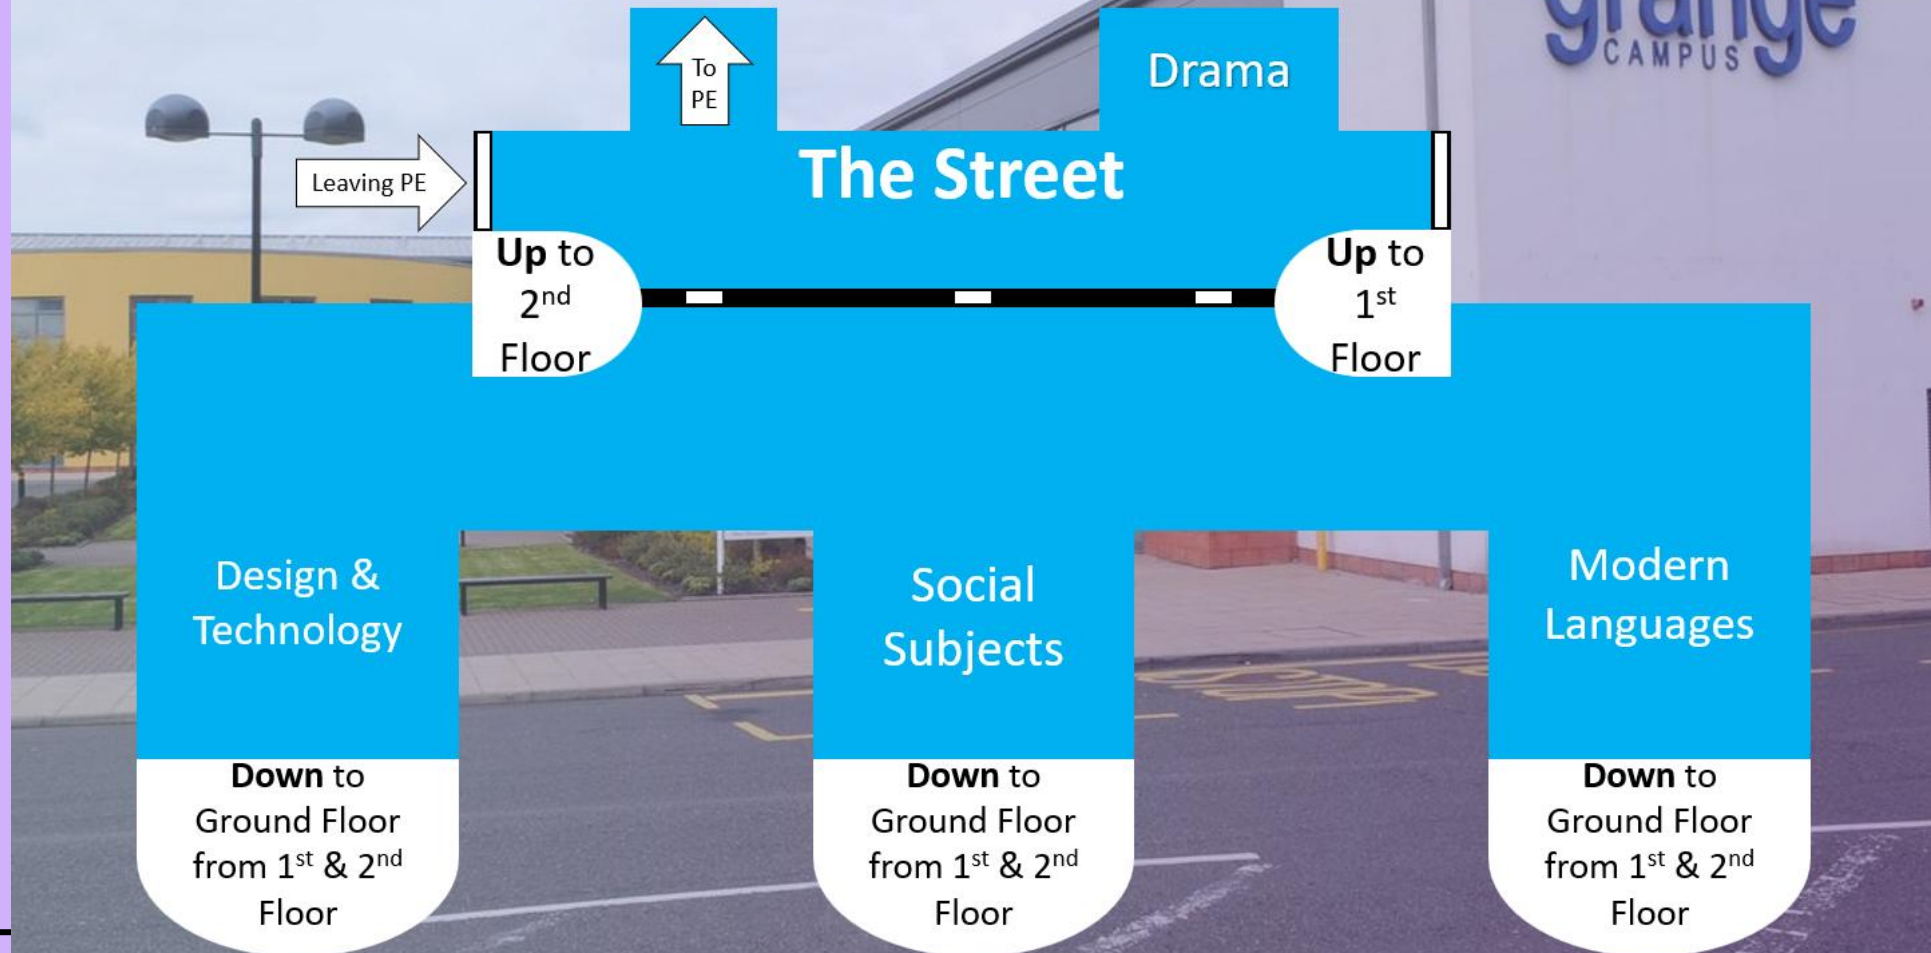 grange
CAMPUS
To
PE
Drama
Leaving PE
The Street
Up to
2nd
Floor
Up to
1st
Floor
Design &
Technology
Social
Subjects
Modern
Languages
Down to
Ground Floor
from 1st & 2nd
Floor
Down to
Ground Floor
from 1st & 2nd
Floor
Down to
Ground Floor
from 1st & 2nd
Floor